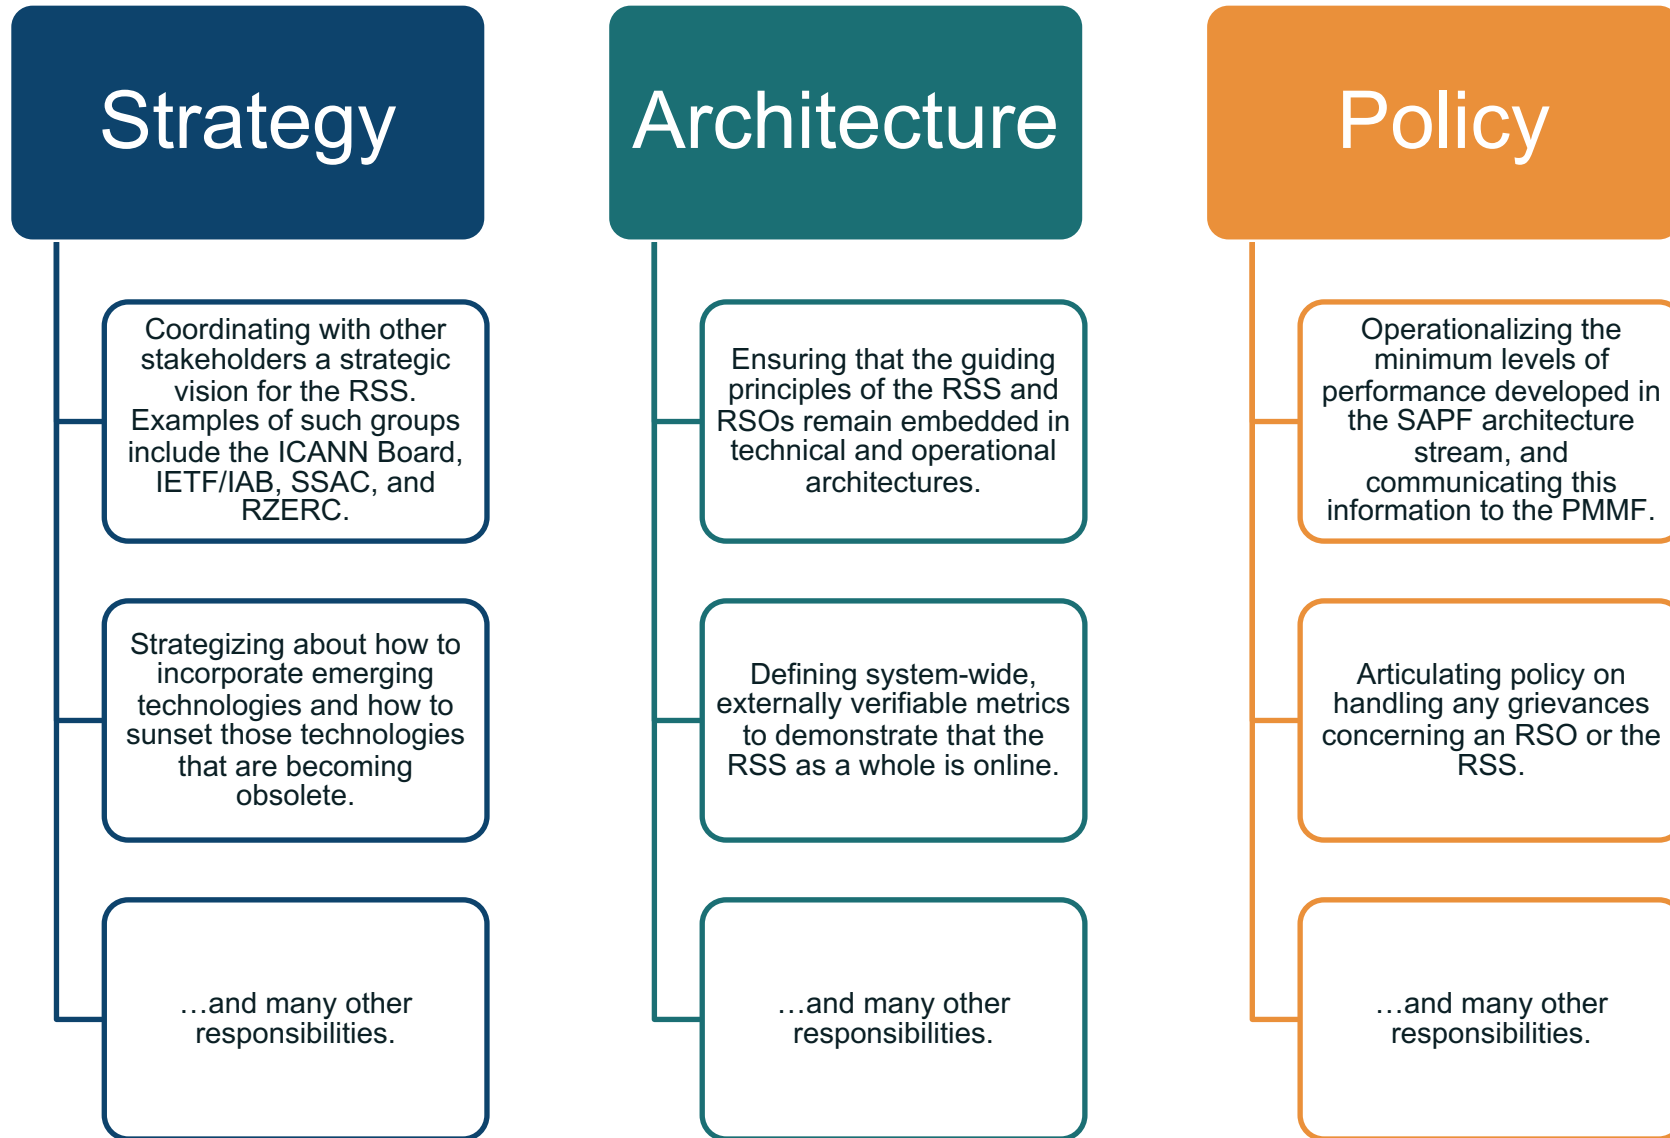 Strategy
Coordinating with other
stakeholders a strategic
vision for the RSS.
Examples of such groups
include the ICANN Board,
IETF/IAB, SSAC, and
RZERC.
Strategizing about how to
incorporate emerging
technologies and how to
sunset those technologies
that are becoming
obsolete.
…and many other
responsibilities.
Architecture
Ensuring that the guiding
principles of the RSS and
RSOs remain embedded in
technical and operational
architectures.
Defining system-wide,
externally verifiable metrics
to demonstrate that the
RSS as a whole is online.
…and many other
responsibilities.
Policy
Operationalizing the
minimum levels of
performance developed in
the SAPF architecture
stream, and
communicating this
information to the PMMF.
Articulating policy on
handling any grievances
concerning an RSO or the
RSS.
…and many other
responsibilities.